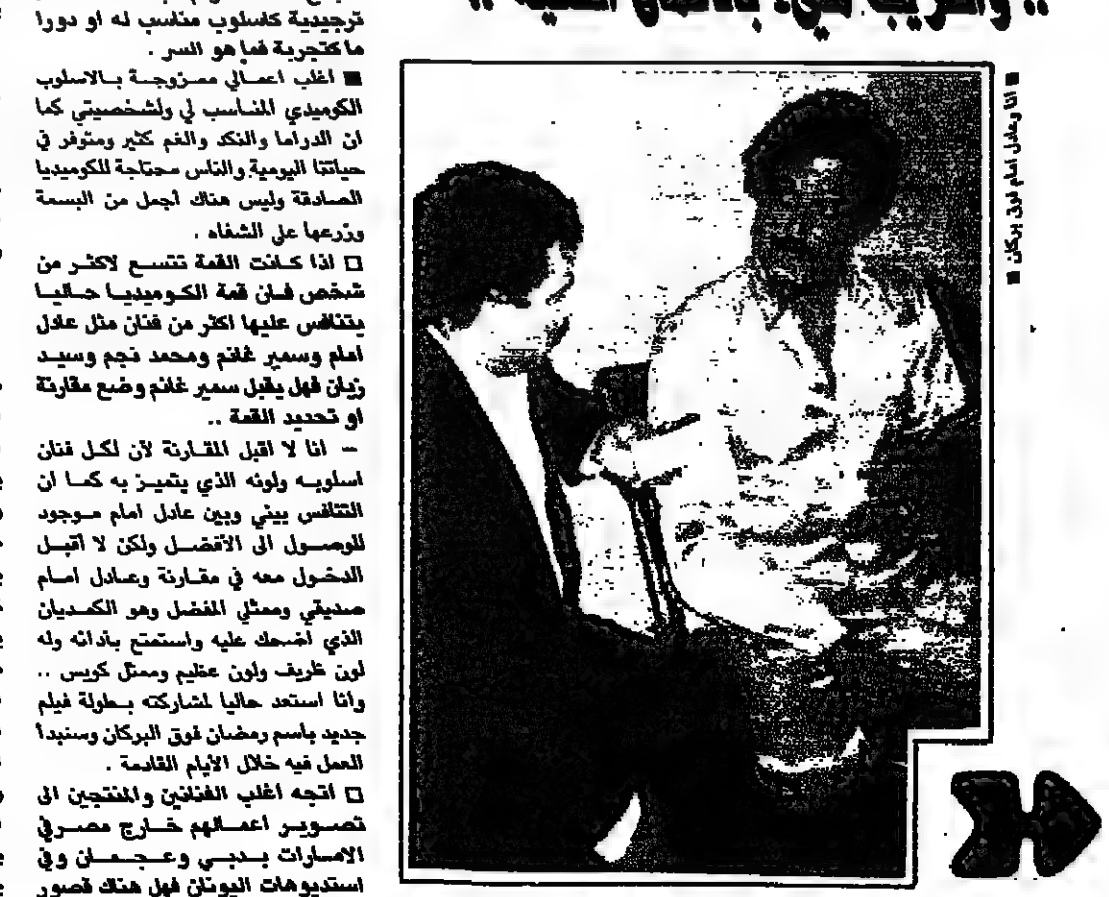 ترجيدية كاسلوب مناسب له او دورا
ما كتجربة فما هو السر .
■ اغلب اعمالي ممزوجة بالاسلوب
الكوميدي المناسب لي ولشخصيتي كما
ان الدراما والنكد والغم كثير ومتوفر في
حياتنا اليومية والناس محتاجة للكوميديا
الصادقة وليس هناك اجمل من البسمة
وزرعها على الشفاه .
□ اذا كانت القمة تتسع لاكثر من
شخص فان قمة الكوميديا حاليا
يتنافس عليها اكثر من فنان مثل عادل
امام وسمير غانم ومحمد نجم وسيد
زيان فهل يقبل سمير غانم وضع مقارنة
او تحديد القمة ..
– انا لا اقبل المقارنة لان لكل فنان
اسلوبه ولونه الذي يتميز به كما ان
التنافس بيني وبين عادل امام موجود
للوصول الى الافضل ولكن لا اقبل
الدخول معه في مقارنة وعادل امام
صديقي وممثلي المفضل وهو الكمديان
الذي اضحك عليه واستمتع بادائه وله
لون ظريف ولون عظيم وممثل كويس ..
وانا استعد حاليا لمشاركته بطولة فيلم
جديد باسم رمضان فوق البركان وسنبدأ
العمل فيه خلال الايام القادمة .
□ اتجه اغلب الفنانين والمنتجين الى
تصوير اعمالهم خارج مصر في
الامارات بدبي وعجمان وفي
استديوهات اليونان فهل هناك قصور
■ انا وعادل امام فوق بركان ■